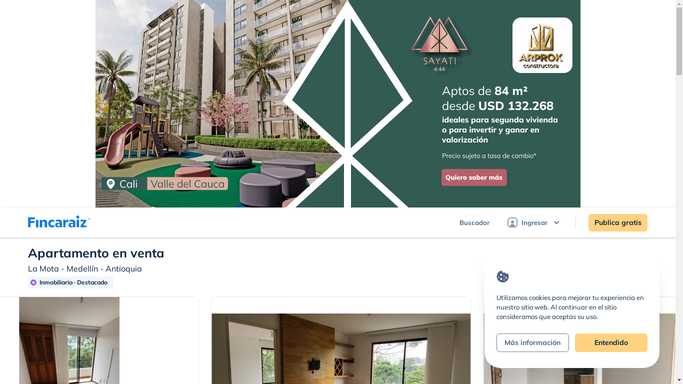 SAYATI
4:44
ARPROK
constructora
Aptos de 84 m²
desde USD 132.268
ideales para segunda vivienda
o para invertir y ganar en
valorización
Precio sujeto a tasa de cambio*
Quiero saber más
Cali Valle del Cauca
Fincaraiz
Buscador
Ingresar
Publica gratis
Apartamento en venta
La Mota - Medellín - Antioquia
Inmobiliaria - Destacado
Utilizamos cookies para mejorar tu experiencia en
nuestro sitio web. Al continuar en el sitio
consideramos que aceptas su uso.
Más información
Entendido